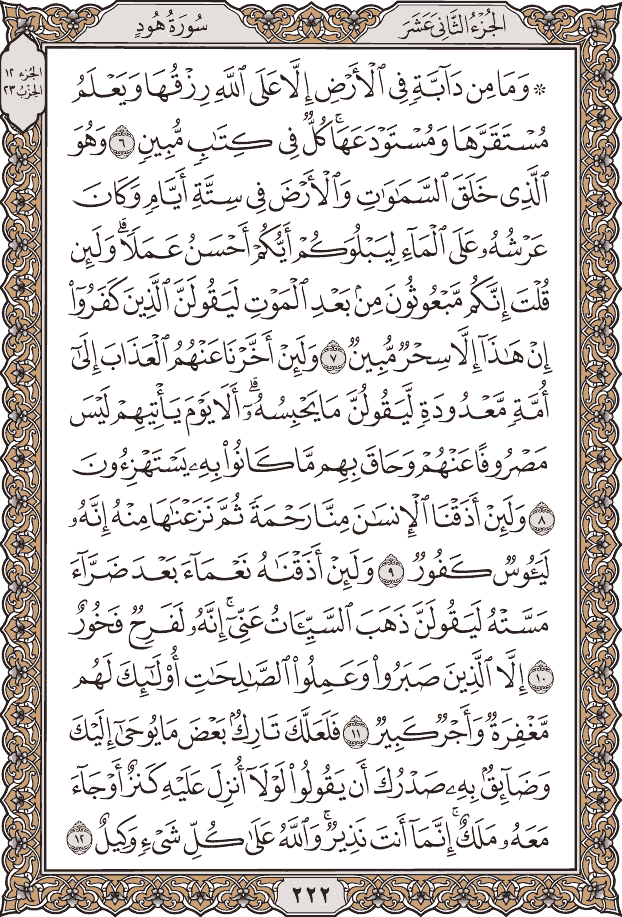 الجُزْءُ الثَّانِي عَشَرَ
سُورَةُ هُودٍ
الجُزء ١٢
الحِزْبُ ٢٣
۞ وَمَا مِن دَآبَّةٍ فِي ٱلۡأَرۡضِ إِلَّا عَلَى ٱللَّهِ رِزۡقُهَا وَيَعۡلَمُ
مُسۡتَقَرَّهَا وَمُسۡتَوۡدَعَهَاۚ كُلّٞ فِي كِتَٰبٖ مُّبِينٖ ٦ وَهُوَ
ٱلَّذِي خَلَقَ ٱلسَّمَٰوَٰتِ وَٱلۡأَرۡضَ فِي سِتَّةِ أَيَّامٖ وَكَانَ
عَرۡشُهُۥ عَلَى ٱلۡمَآءِ لِيَبۡلُوَكُمۡ أَيُّكُمۡ أَحۡسَنُ عَمَلٗاۗ وَلَئِن
قُلۡتَ إِنَّكُم مَّبۡعُوثُونَ مِنۢ بَعۡدِ ٱلۡمَوۡتِ لَيَقُولَنَّ ٱلَّذِينَ كَفَرُوٓاْ
إِنۡ هَٰذَآ إِلَّا سِحۡرٞ مُّبِينٞ ٧ وَلَئِنۡ أَخَّرۡنَا عَنۡهُمُ ٱلۡعَذَابَ إِلَىٰٓ
أُمَّةٖ مَّعۡدُودَةٖ لَّيَقُولُنَّ مَا يَحۡبِسُهُۥٓۗ أَلَا يَوۡمَ يَأۡتِيهِمۡ لَيۡسَ
مَصۡرُوفًا عَنۡهُمۡ وَحَاقَ بِهِم مَّا كَانُواْ بِهِۦ يَسۡتَهۡزِءُونَ
٨ وَلَئِنۡ أَذَقۡنَا ٱلۡإِنسَٰنَ مِنَّا رَحۡمَةٗ ثُمَّ نَزَعۡنَٰهَا مِنۡهُ إِنَّهُۥ
لَيَـُٔوسٞ كَفُورٞ ٩ وَلَئِنۡ أَذَقۡنَٰهُ نَعۡمَآءَ بَعۡدَ ضَرَّآءَ
مَسَّتۡهُ لَيَقُولَنَّ ذَهَبَ ٱلسَّيِّـَٔاتُ عَنِّيٓۚ إِنَّهُۥ لَفَرِحٞ فَخُورٌ
١٠ إِلَّا ٱلَّذِينَ صَبَرُواْ وَعَمِلُواْ ٱلصَّٰلِحَٰتِ أُوْلَٰٓئِكَ لَهُم
مَّغۡفِرَةٞ وَأَجۡرٞ كَبِيرٞ ١١ فَلَعَلَّكَ تَارِكُۢ بَعۡضَ مَا يُوحَىٰٓ إِلَيۡكَ
وَضَآئِقُۢ بِهِۦ صَدۡرُكَ أَن يَقُولُواْ لَوۡلَآ أُنزِلَ عَلَيۡهِ كَنزٌ أَوۡ جَآءَ
مَعَهُۥ مَلَكٌۚ إِنَّمَآ أَنتَ نَذِيرٞۚ وَٱللَّهُ عَلَىٰ كُلِّ شَيۡءٖ وَكِيلٌ ١٢
٢٢٢